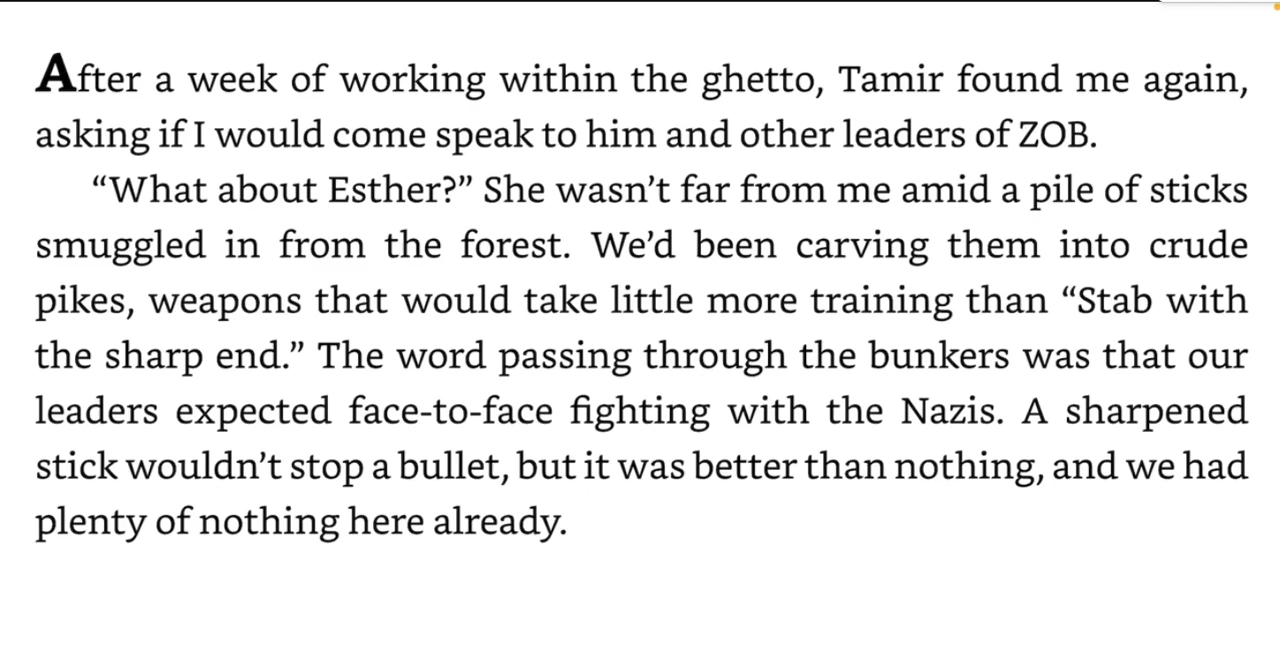 After a week of working within the ghetto, Tamir found me again,
asking if I would come speak to him and other leaders of ZOB.
“What about Esther?” She wasn’t far from me amid a pile of sticks
smuggled in from the forest. We’d been carving them into crude
pikes, weapons that would take little more training than “Stab with
the sharp end.” The word passing through the bunkers was that our
leaders expected face-to-face fighting with the Nazis. A sharpened
stick wouldn’t stop a bullet, but it was better than nothing, and we had
plenty of nothing here already.